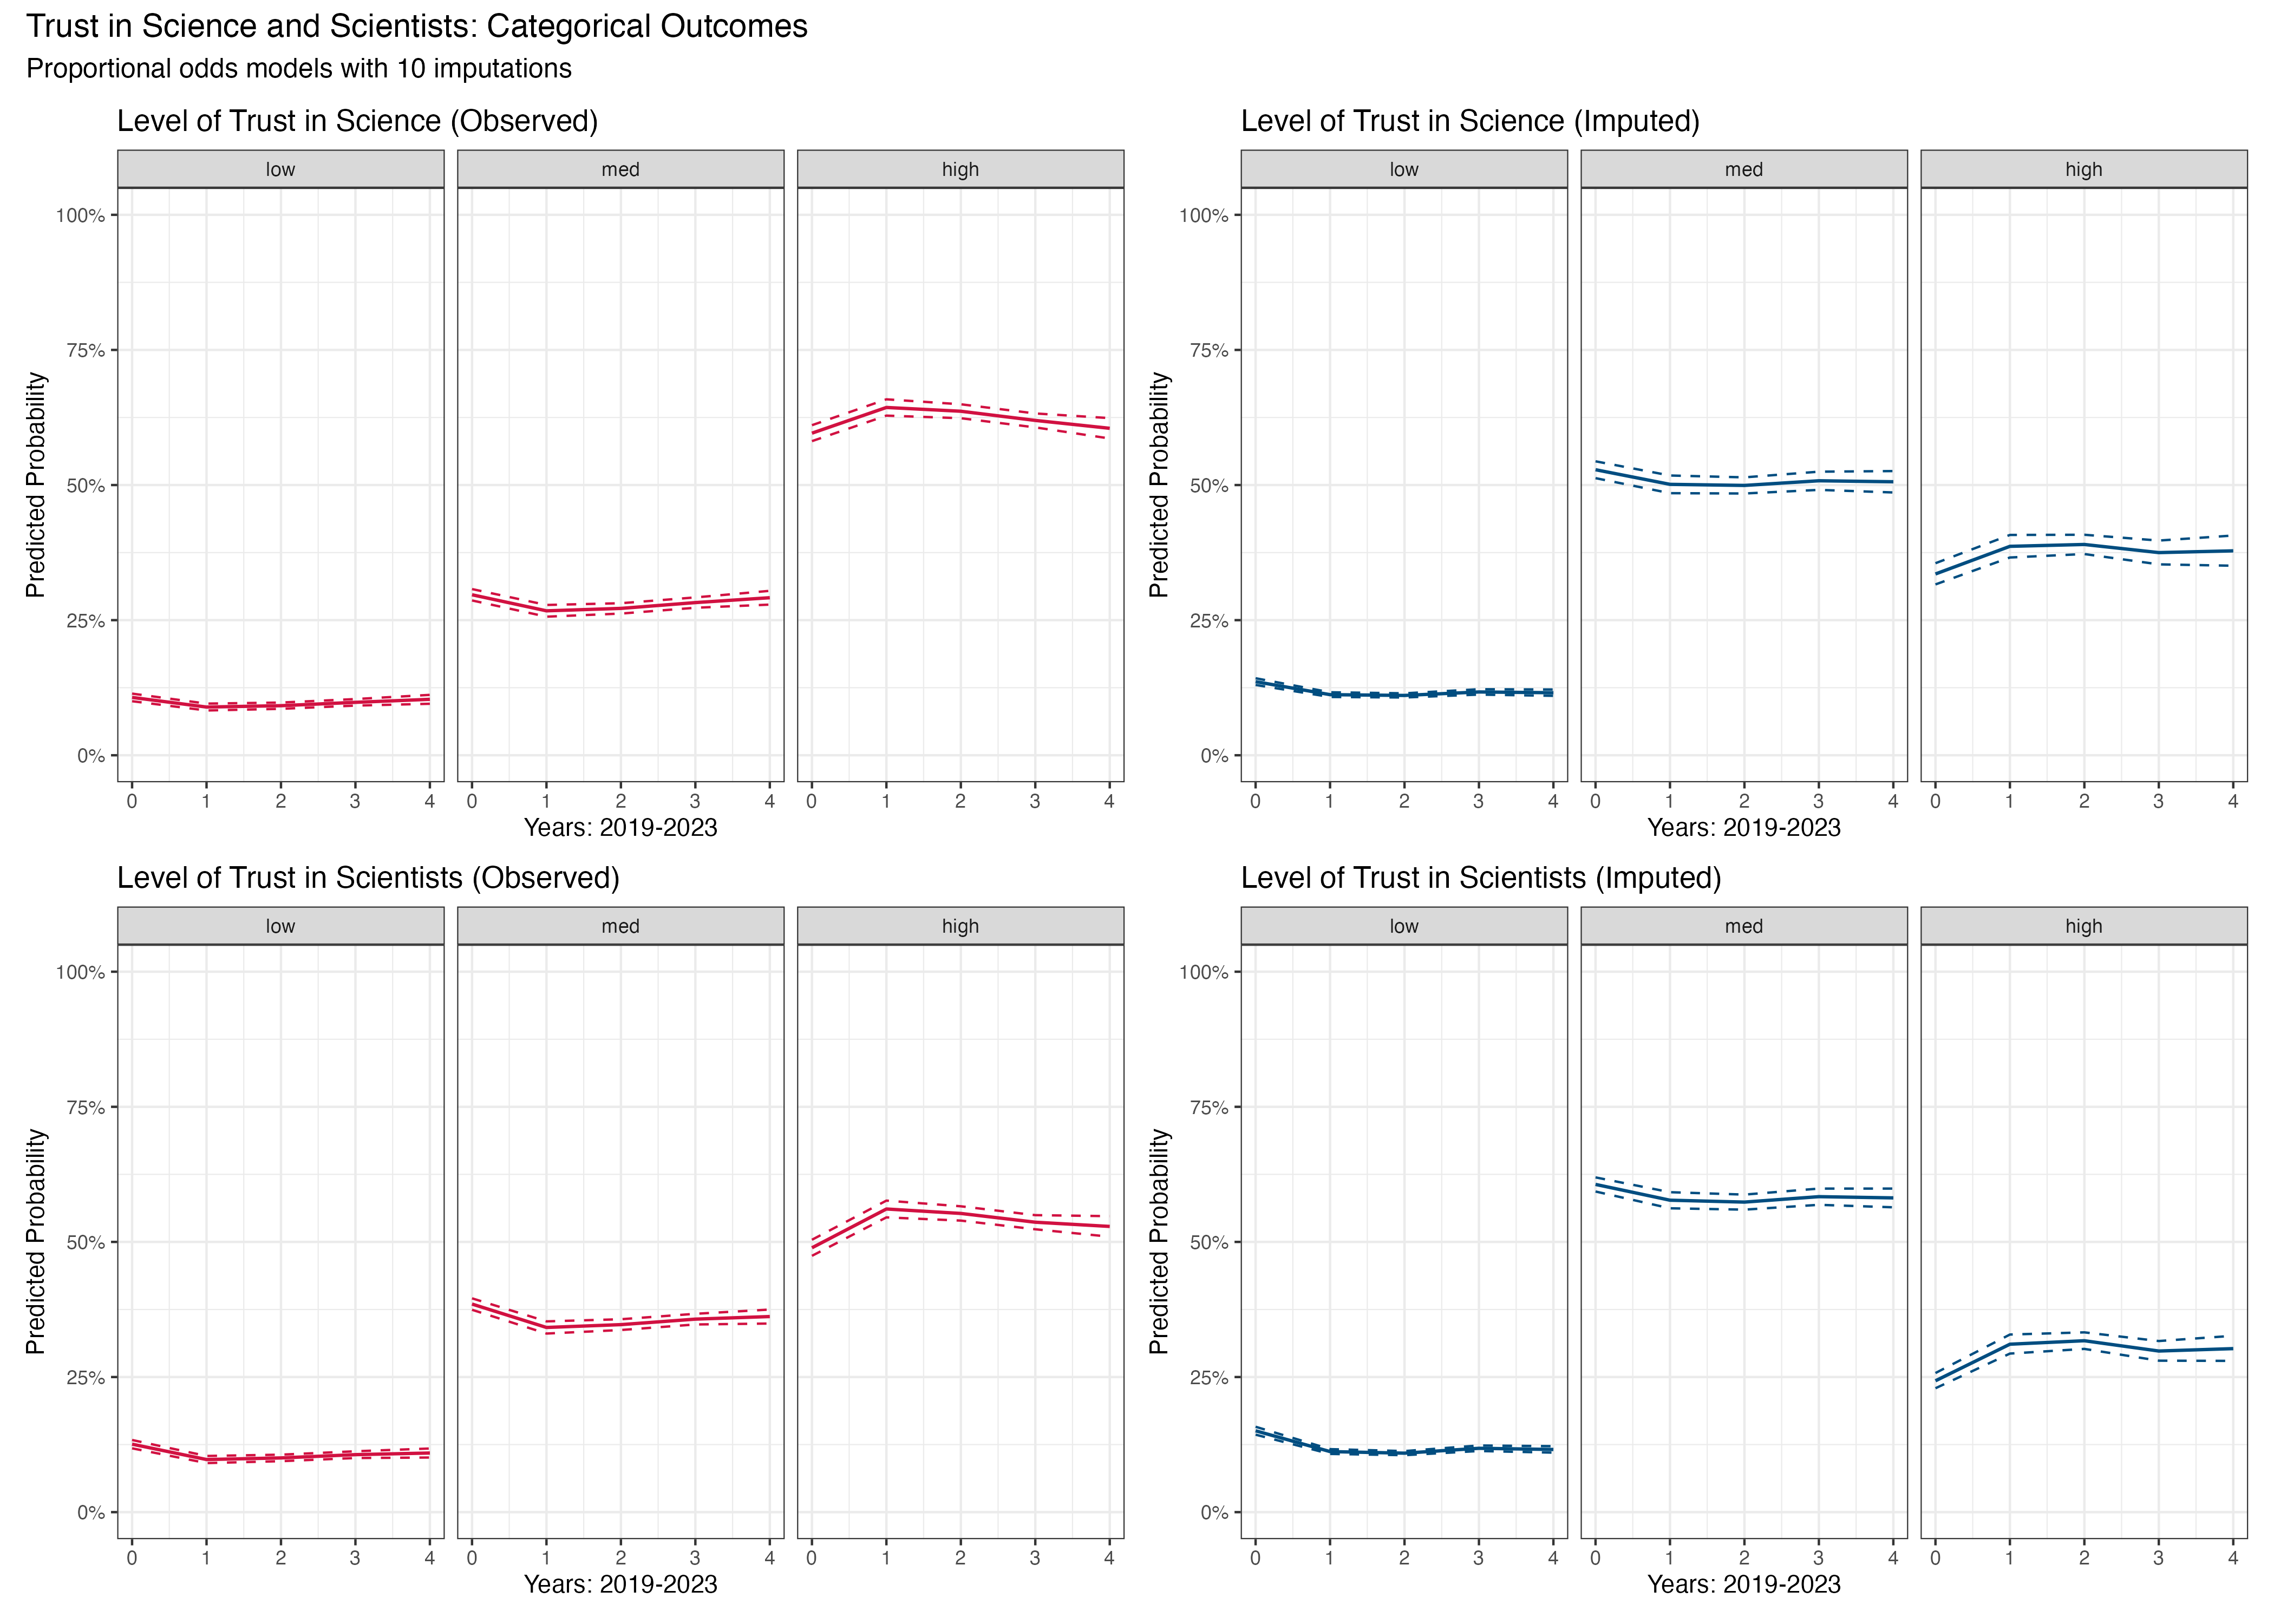 Trust in Science and Scientists: Categorical Outcomes
Proportional odds models with 10 imputations
Level of Trust in Science (Observed)
low med high
100%
75%
50%
25%
0%
Predicted Probability
0 1 2 3 4 0 1 2 3 4 0 1 2 3 4
Years: 2019-2023
Level of Trust in Science (Imputed)
low med high
100%
75%
50%
25%
0%
Predicted Probability
0 1 2 3 4 0 1 2 3 4 0 1 2 3 4
Years: 2019-2023
Level of Trust in Scientists (Observed)
low med high
100%
75%
50%
25%
0%
Predicted Probability
0 1 2 3 4 0 1 2 3 4 0 1 2 3 4
Years: 2019-2023
Level of Trust in Scientists (Imputed)
low med high
100%
75%
50%
25%
0%
Predicted Probability
0 1 2 3 4 0 1 2 3 4 0 1 2 3 4
Years: 2019-2023